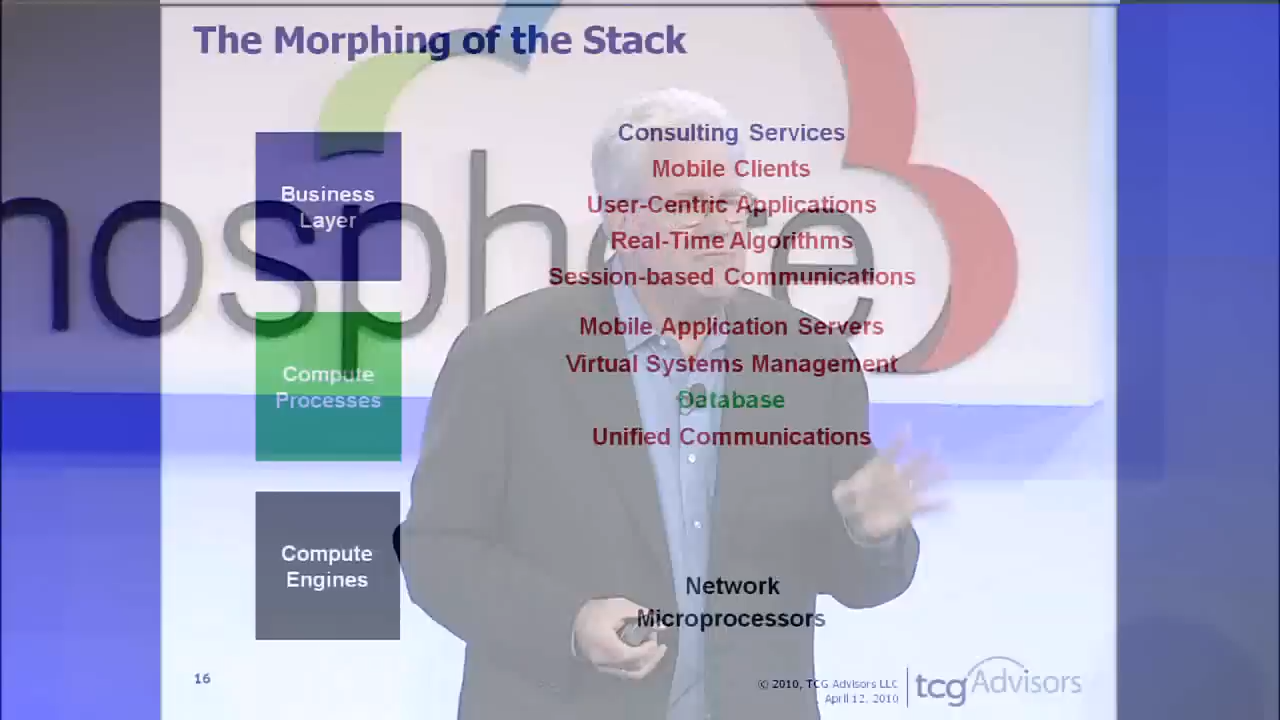 The Morphing of the Stack
nosphere
Business
Layer
Consulting Services
Mobile Clients
User-Centric Applications
Real-Time Algorithms
Session-based Communications
Compute
Processes
Mobile Application Servers
Virtual Systems Management
Database
Unified Communications
Compute
Engines
Network
Microprocessors
16
© 2010, TCG Advisors LLC
April 12, 2010
tcgAdvisors